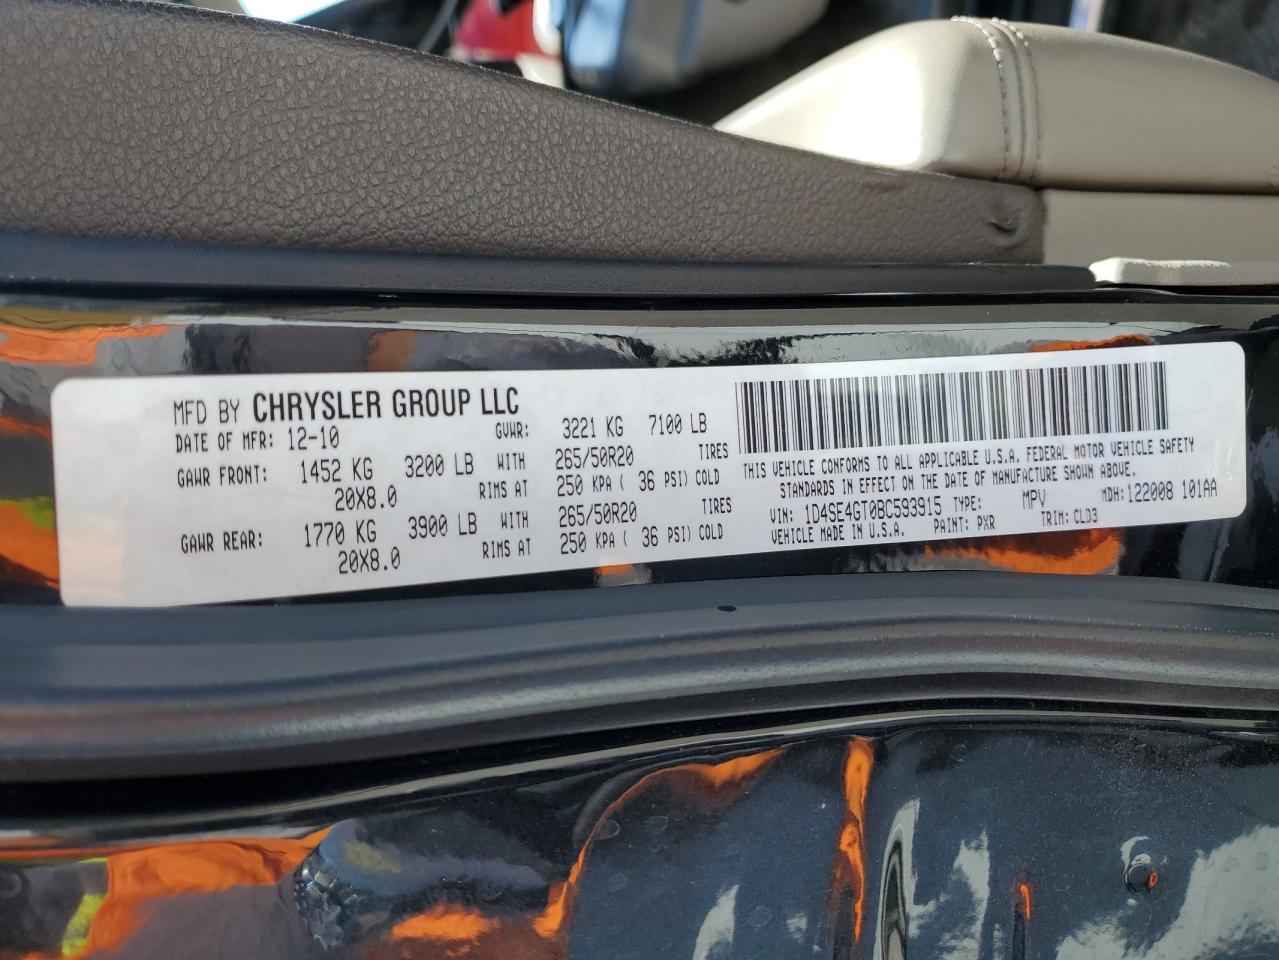 MFD BY CHRYSLER GROUP LLC
DATE OF MFR: 12-10 GVWR: 3221 KG 7100 LB
GAWR FRONT: 1452 KG 3200 LB WITH 265/50R20 TIRES
20X8.0 RIMS AT 250 KPA ( 36 PSI) COLD
GAWR REAR: 1770 KG 3900 LB WITH 265/50R20 TIRES
20X8.0 RIMS AT 250 KPA ( 36 PSI) COLD
THIS VEHICLE CONFORMS TO ALL APPLICABLE U.S.A. FEDERAL MOTOR VEHICLE SAFETY
STANDARDS IN EFFECT ON THE DATE OF MANUFACTURE SHOWN ABOVE.
VIN: 1D4SE4GT0BC593915 TYPE: MPV MDH:122008 101AA
VEHICLE MADE IN U.S.A. PAINT: PXR TRIM: CLD3